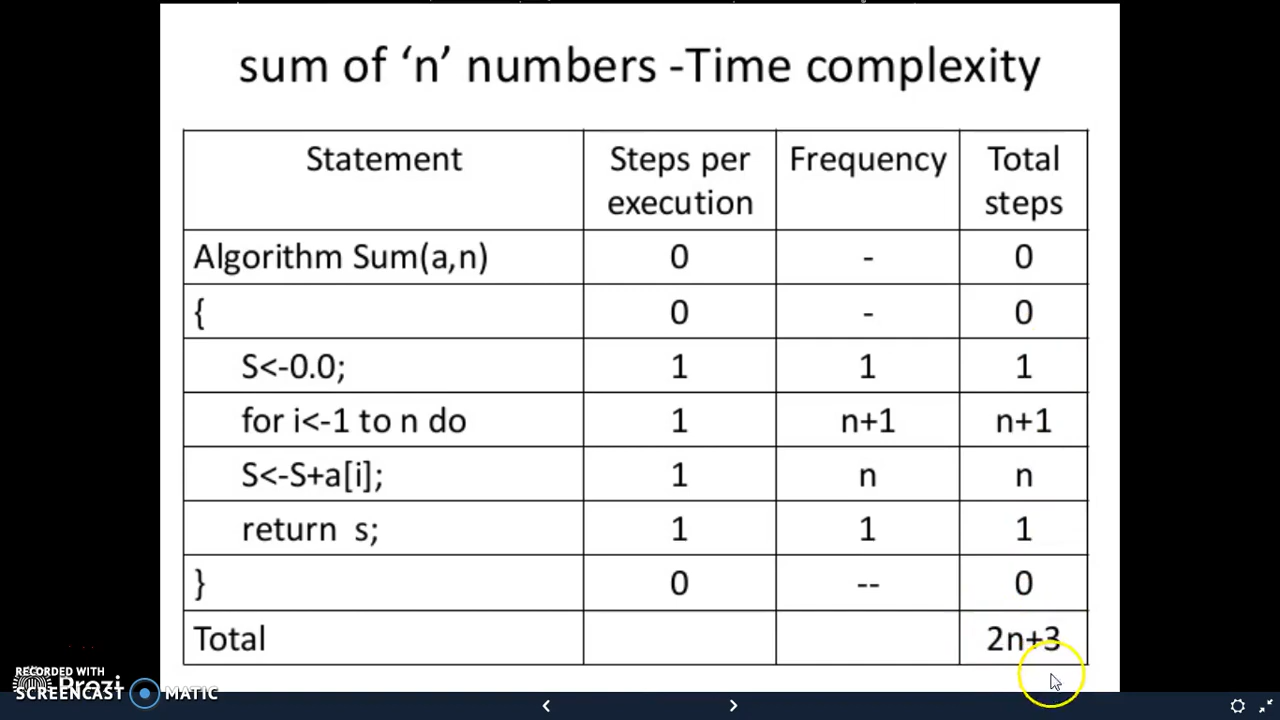 sum of ‘n’ numbers -Time complexity
Statement Steps per execution Frequency Total steps
Algorithm Sum(a,n) 0 - 0
{ 0 - 0
S<-0.0; 1 1 1
for i<-1 to n do 1 n+1 n+1
S<-S+a[i]; 1 n n
return s; 1 1 1
} 0 -- 0
Total 2n+3
RECORDED WITH
Prezi
SCREENCAST MATIC